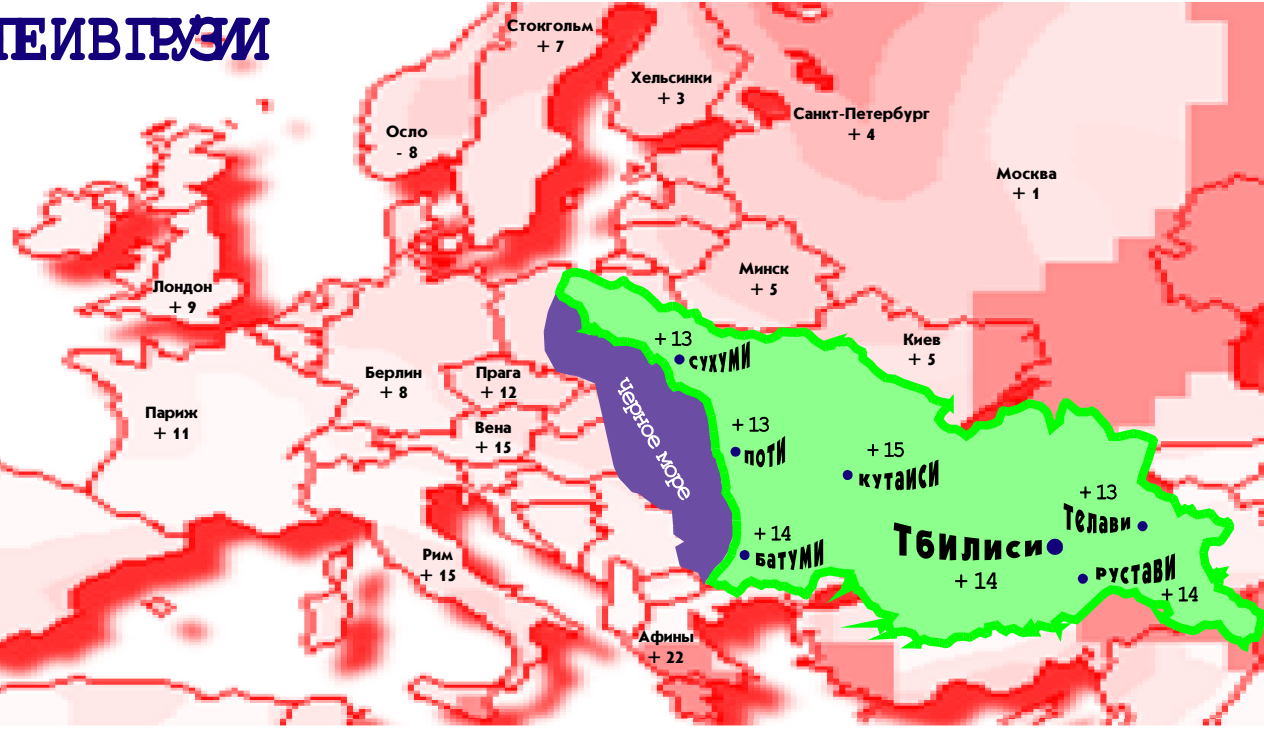 Стокгольм
+ 7
Хельсинки
+ 3
Осло
- 8
Санкт-Петербург
+ 4
Москва
+ 1
Лондон
+ 9
Минск
+ 5
Киев
+ 5
Берлин
+ 8
Прага
+ 12
Париж
+ 11
Вена
+ 15
Рим
+ 15
Афины
+ 22
Черное море
+ 13
СУХУМИ
+ 13
ПОТИ
+ 15
КУТАИСИ
+ 14
БАТУМИ
Тбилиси
+ 14
+ 13
Телави
РУСТАВИ
+ 14